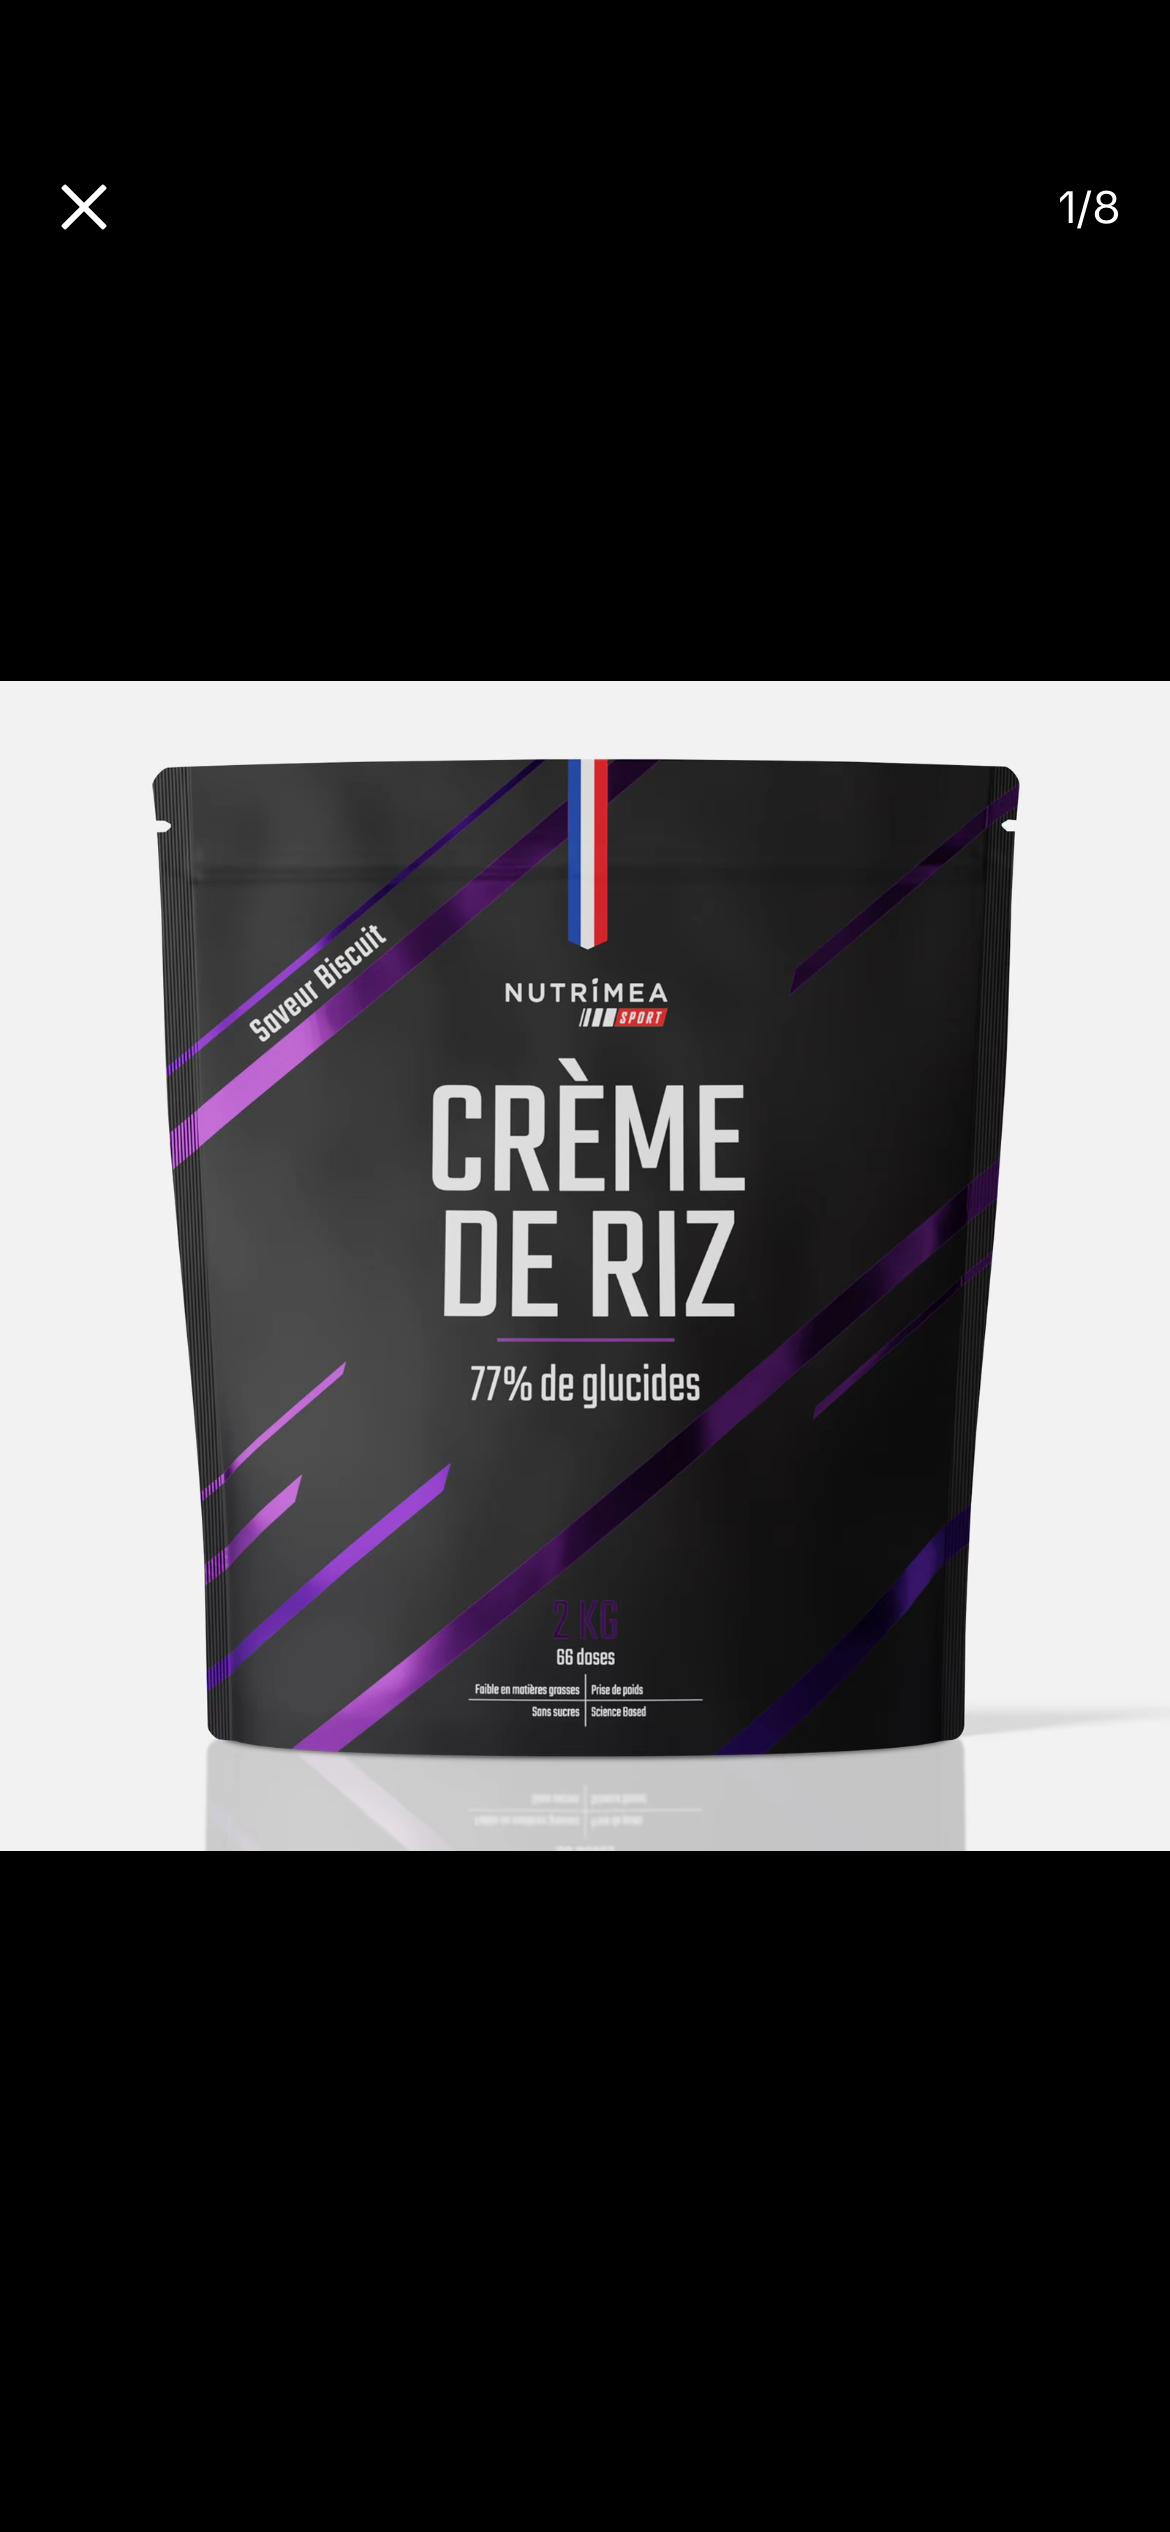 1/8
Saveur Biscuit
NUTRIMEA
SPORT
CRÈME
DE RIZ
77% de glucides
2 KG
66 doses
Faible en matières grasses
Prise de poids
Sans sucres
Science Based